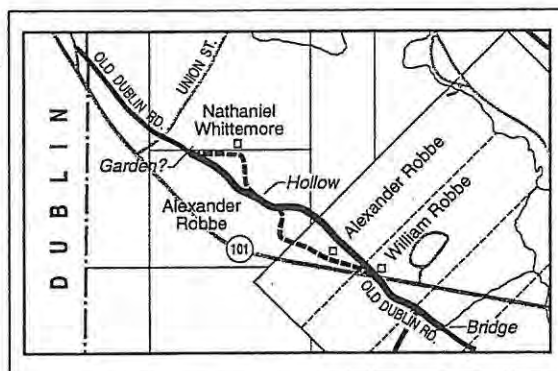 OLD DUBLIN RD.
UNION ST.
Nathaniel
Whittemore
Garden?
Hollow
Alexander
Robbe
Alexander Robbe
William Robbe
101
DUBLIN
OLD DUBLIN RD.
Bridge